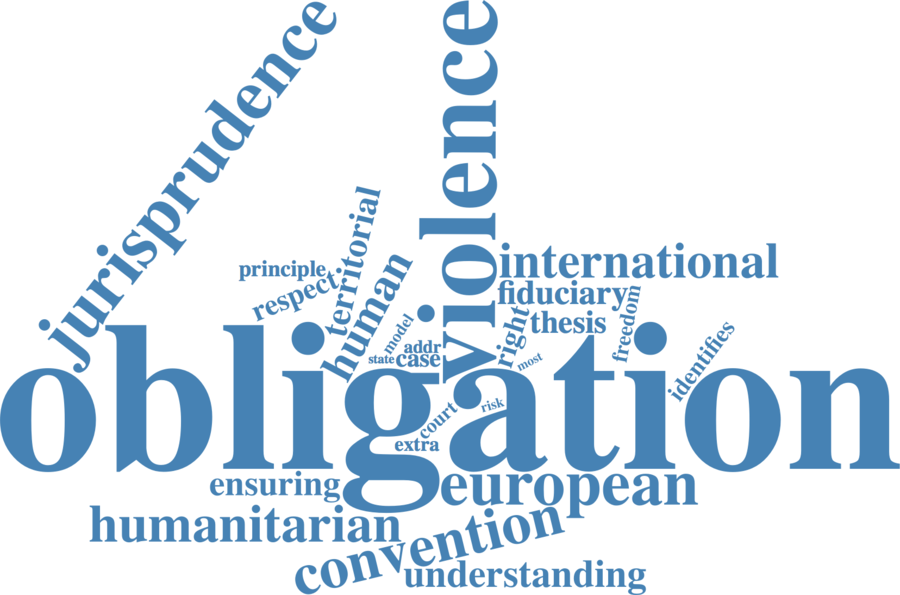 jurisprudence
violence
territorial
human
international
principle
respect
fiduciary
freedom
model
right
thesis
addr
state
case
most
identifies
obligation
court
risk
extra
ensuring
european
humanitarian
convention
understanding